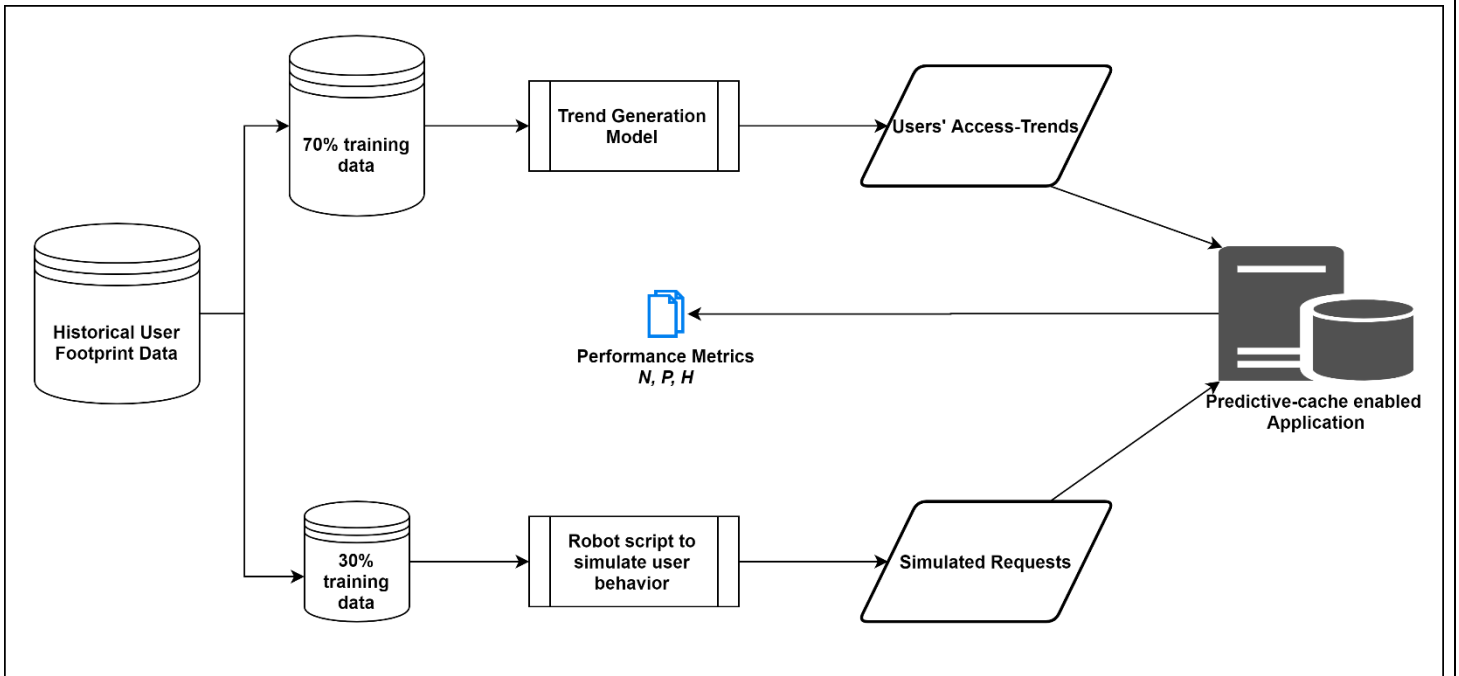 70% training
data
Trend Generation
Model
Users' Access-Trends
Historical User
Footprint Data
Performance Metrics
N, P, H
Predictive-cache enabled
Application
30%
training
data
Robot script to
simulate user
behavior
Simulated Requests